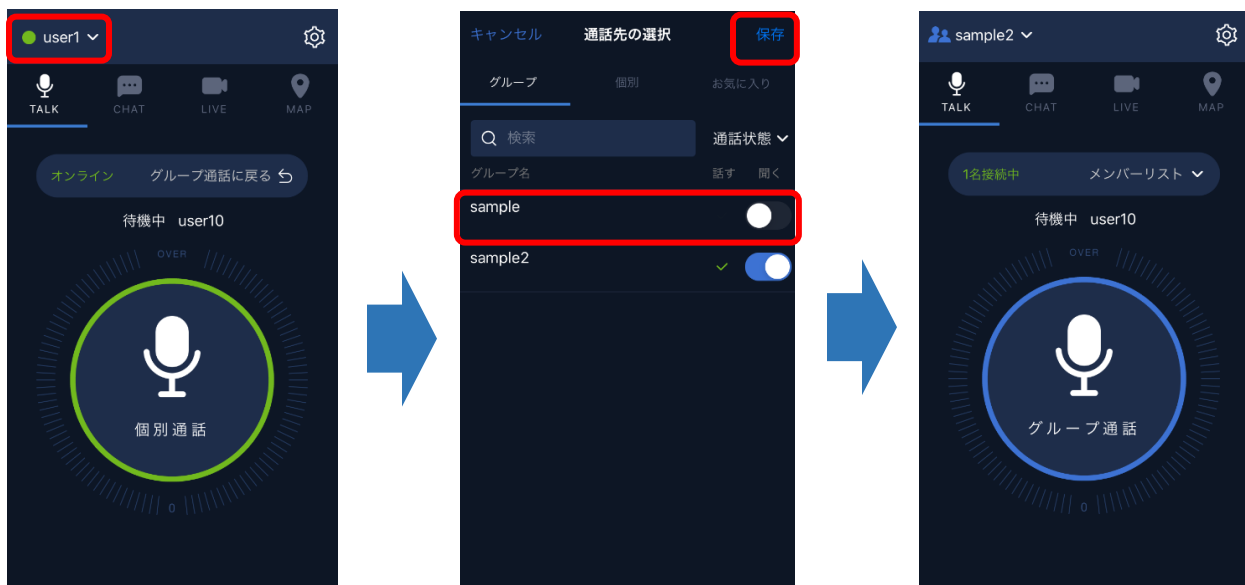 user1
TALK CHAT LIVE MAP
オンライン グループ通話に戻る
待機中 user10
OVER
個別通話
0
キャンセル 通話先の選択 保存
グループ 個別 お気に入り
検索 通話状態
グループ名 話す 聞く
sample
sample2
sample2
TALK CHAT LIVE MAP
1名接続中 メンバーリスト
待機中 user10
OVER
グループ通話
0